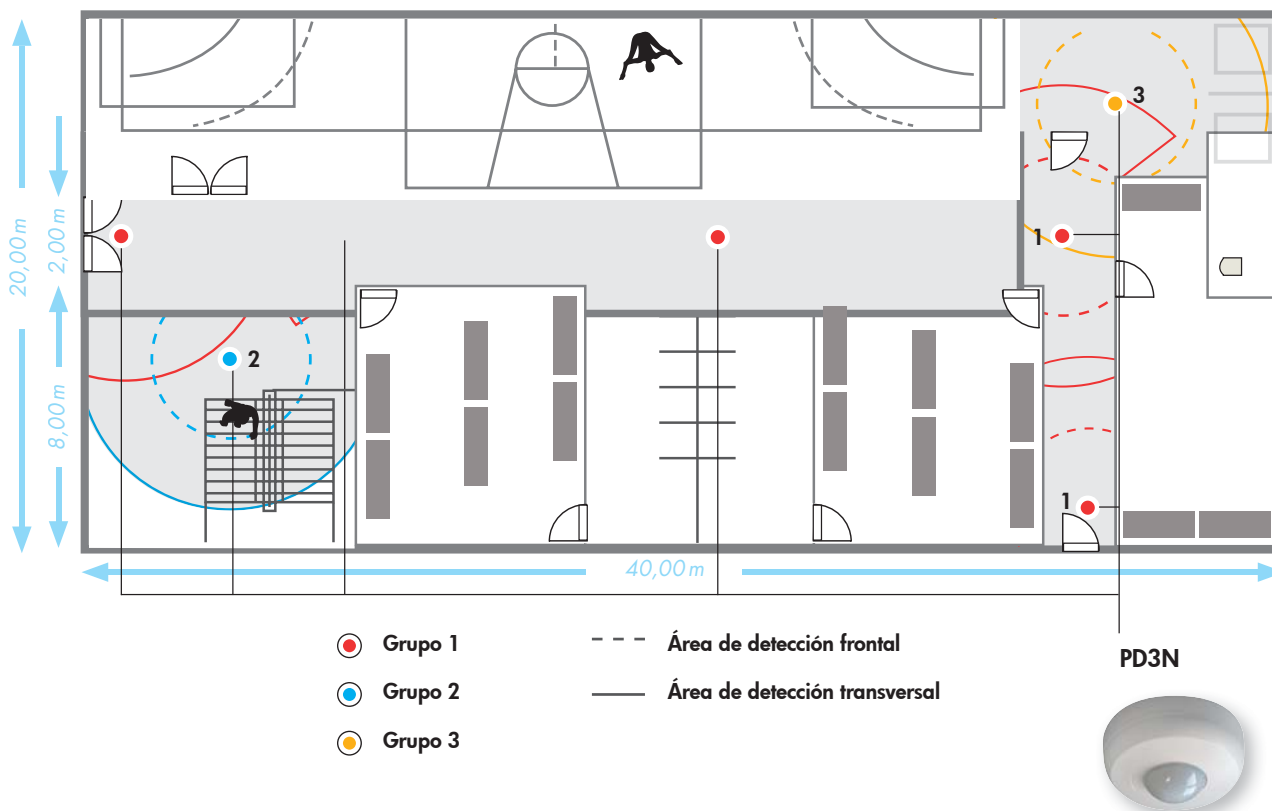 3
20,00 m
2,00 m
1
2
8,00 m
1
40,00 m
Grupo 1
Área de detección frontal
PD3N
Grupo 2
Área de detección transversal
Grupo 3